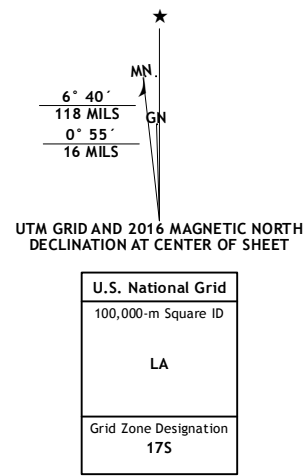 ★
MN.
6° 40´
118 MILS
GN
0° 55´
16 MILS
UTM GRID AND 2016 MAGNETIC NORTH
DECLINATION AT CENTER OF SHEET
U.S. National Grid
100,000-m Square ID
LA
Grid Zone Designation
17S